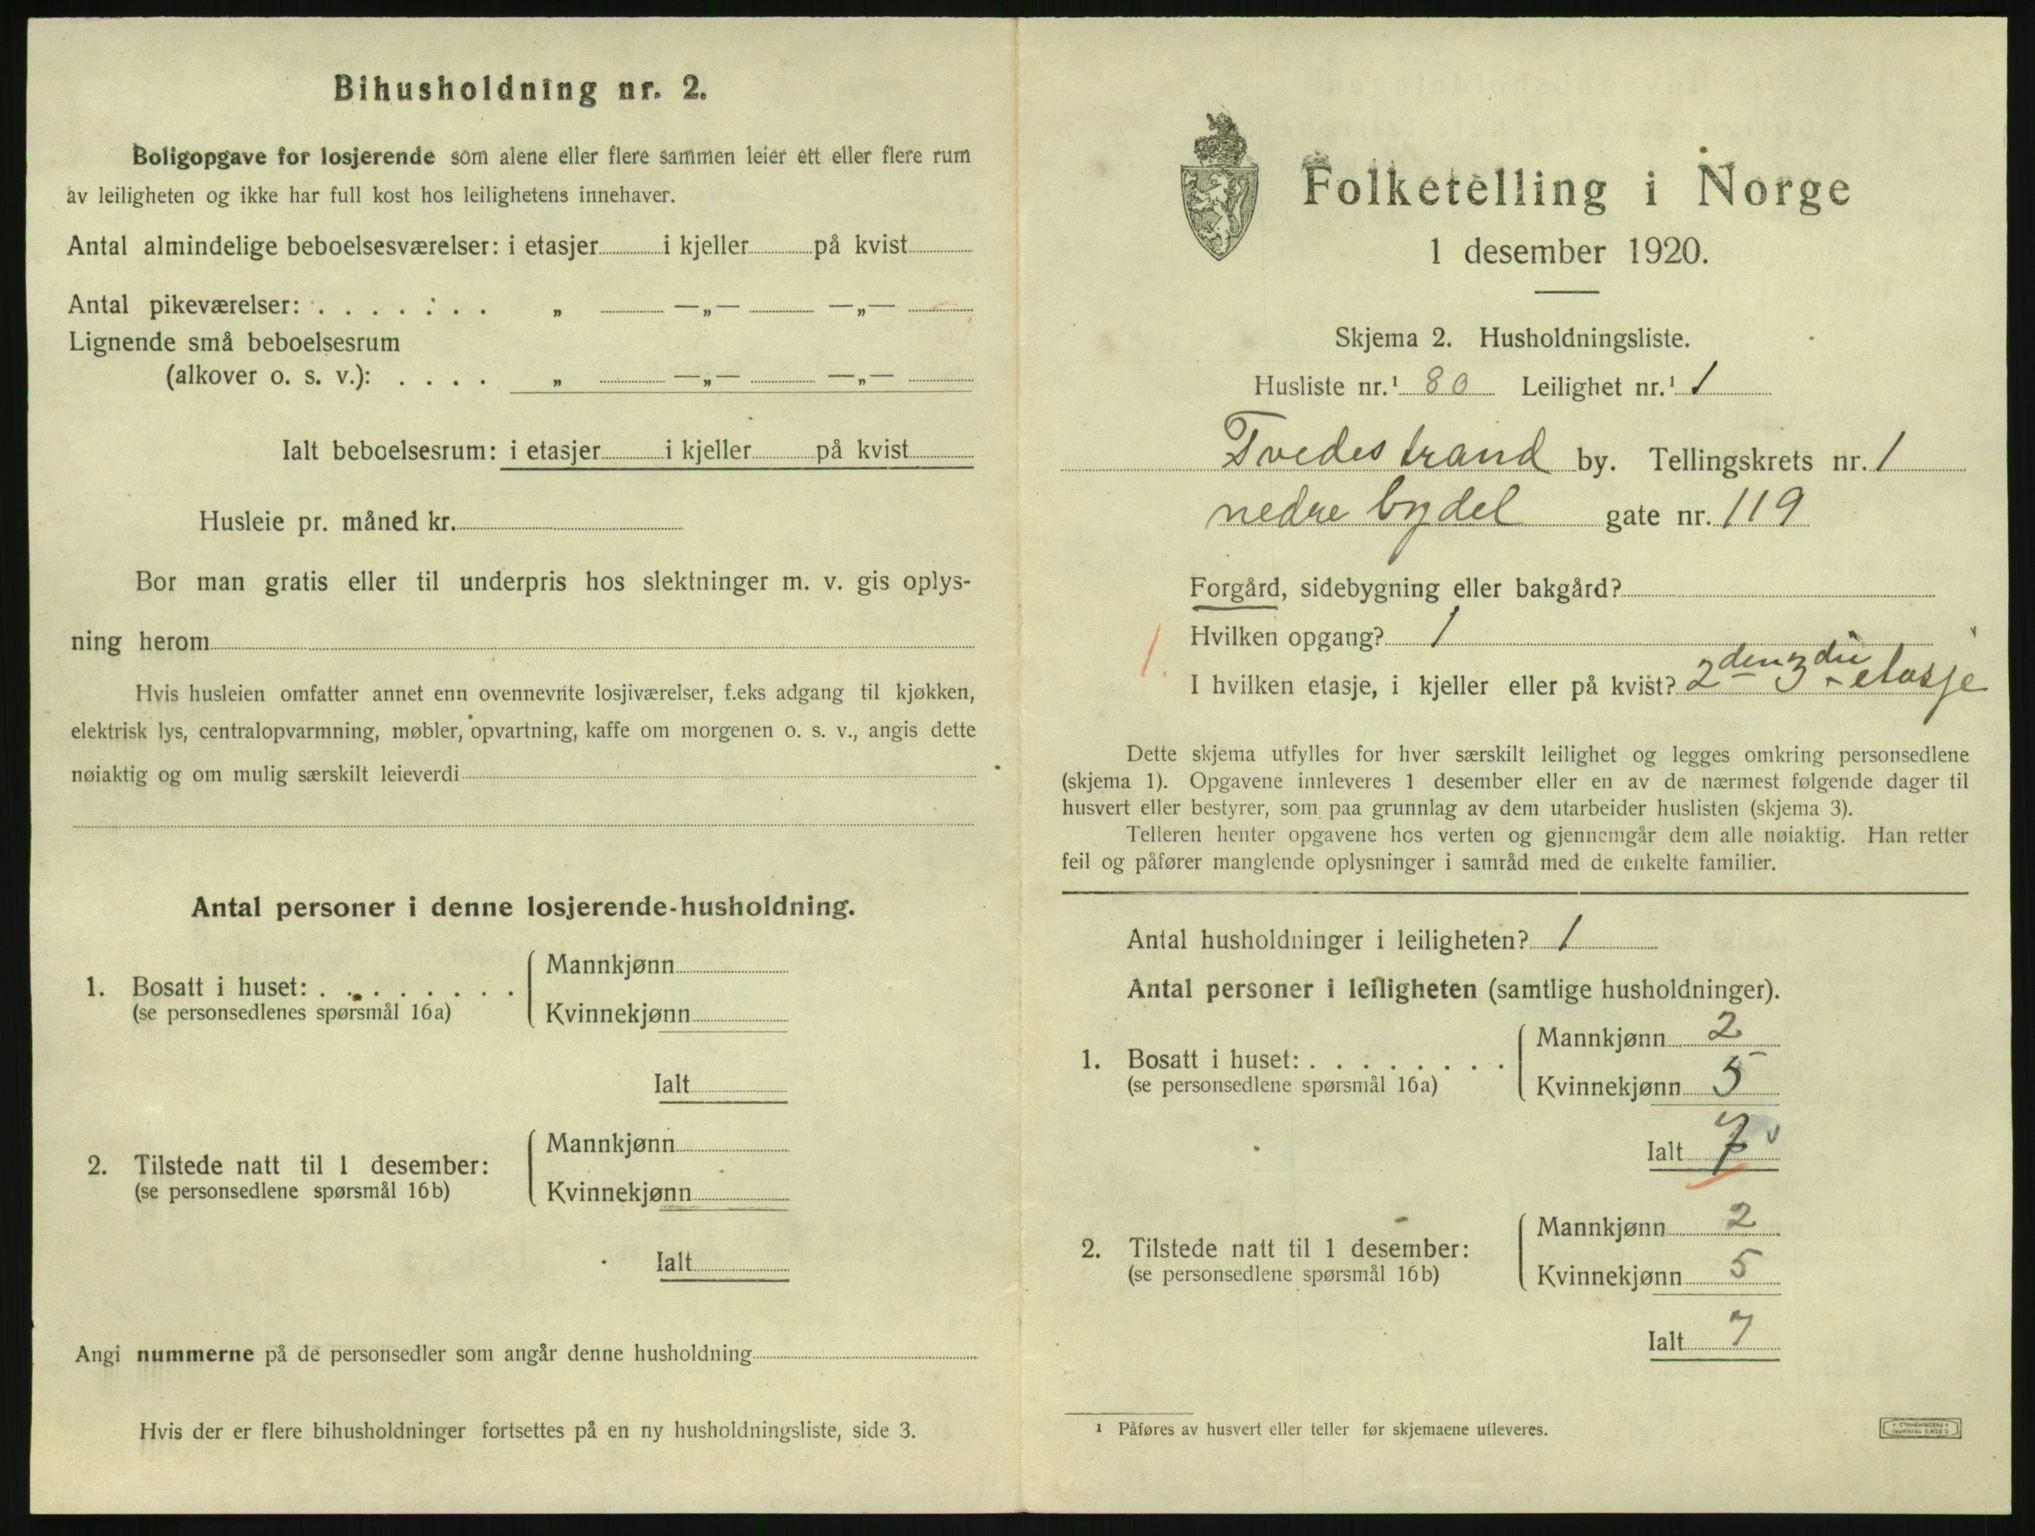 Bihusholdning nr. 2.
Boligopgave for losjerende som alene eller flere sammen leier ett eller flere rum
av leiligheten og ikke har full kost hos leilighetens innehaver.
Antal almindelige beboelsesværelser: i etasjer i kjeller på kvist
Antal pikeværelser: . . . . . . . „ —„— —„—
Lignende små beboelsesrum
(alkover o. s. v.): . . . . „ —„— —„—
Ialt beboelsesrum: i etasjer i kjeller på kvist
Husleie pr. måned kr.
Bor man gratis eller til underpris hos slektninger m. v. gis oplys-
ning herom
Hvis husleien omfatter annet enn ovennevnte losjiværelser, f.eks adgang til kjøkken,
elektrisk lys, centralopvarmning, møbler, opvartning, kaffe om morgenen o. s. v., angis dette
nøiaktig og om mulig særskilt leieverdi
Antal personer i denne losjerende-husholdning.
1. Bosatt i huset: . . . . . . . .
(se personsedlenes spørsmål 16a)
Mannkjønn
Kvinnekjønn
Ialt
2. Tilstede natt til 1 desember:
(se personsedlene spørsmål 16b)
Mannkjønn
Kvinnekjønn
Ialt
Angi nummerne på de personsedler som angår denne husholdning
Hvis der er flere bihusholdninger fortsettes på en ny husholdningsliste, side 3.
Folketelling i Norge
1 desember 1920.
Skjema 2. Husholdningsliste.
Husliste nr.¹ 80 Leilighet nr.¹ 1
Tvedestrand by. Tellingskrets nr. 1
nedre bydel gate nr. 119
Forgård, sidebygning eller bakgård?
1. Hvilken opgang? 1
I hvilken etasje, i kjeller eller på kvist? 2den 3die etasje
Dette skjema utfylles for hver særskilt leilighet og legges omkring personsedlene
(skjema 1). Opgavene innleveres 1 desember eller en av de nærmest følgende dager til
husvert eller bestyrer, som paa grunnlag av dem utarbeider huslisten (skjema 3).
Telleren henter opgavene hos verten og gjennemgår dem alle nøiaktig. Han retter
feil og påfører manglende oplysninger i samråd med de enkelte familier.
Antal husholdninger i leiligheten? 1
Antal personer i leiligheten (samtlige husholdninger).
1. Bosatt i huset: . . . . . . . .
(se personsedlene spørsmål 16a)
Mannkjønn 2
Kvinnekjønn 5
Ialt 7 v
2. Tilstede natt til 1 desember:
(se personsedlene spørsmål 16b)
Mannkjønn 2
Kvinnekjønn 5
Ialt 7
¹ Påføres av husvert eller teller før skjemaene utleveres.